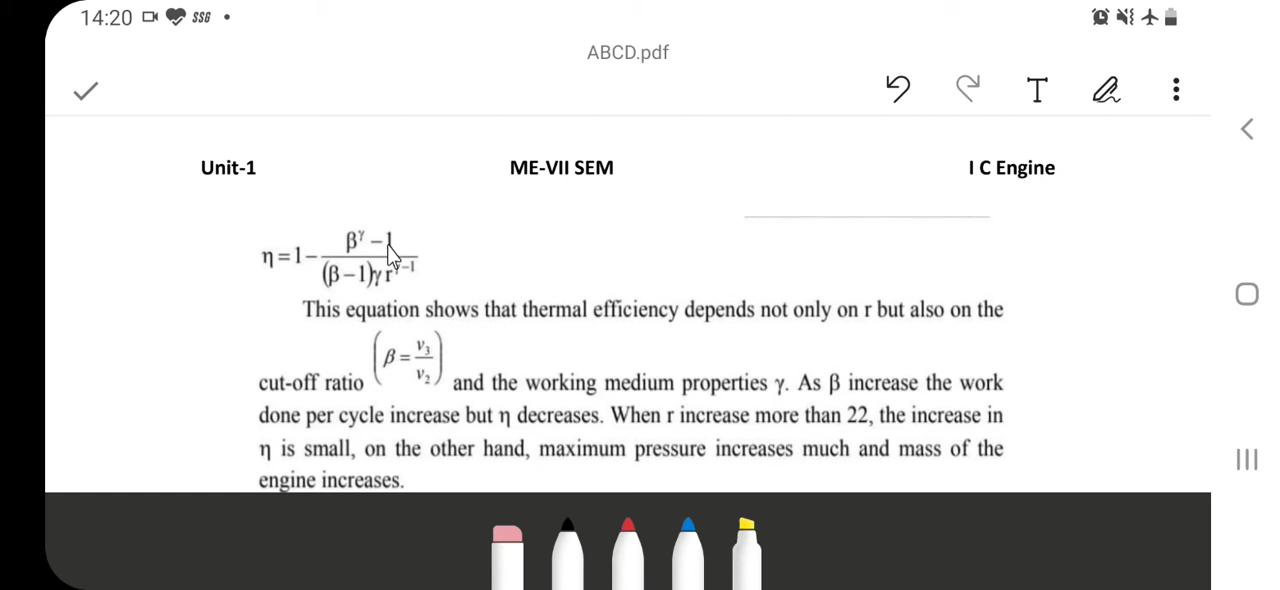 14:20 SSG
ABCD.pdf
T
Unit-1 ME-VII SEM I C Engine
η = 1 − (β^γ − 1) / ((β − 1)γ r^(γ−1))
This equation shows that thermal efficiency depends not only on r but also on the
cut-off ratio (β = v₃/v₂) and the working medium properties γ. As β increase the work
done per cycle increase but η decreases. When r increase more than 22, the increase in
η is small, on the other hand, maximum pressure increases much and mass of the
engine increases.